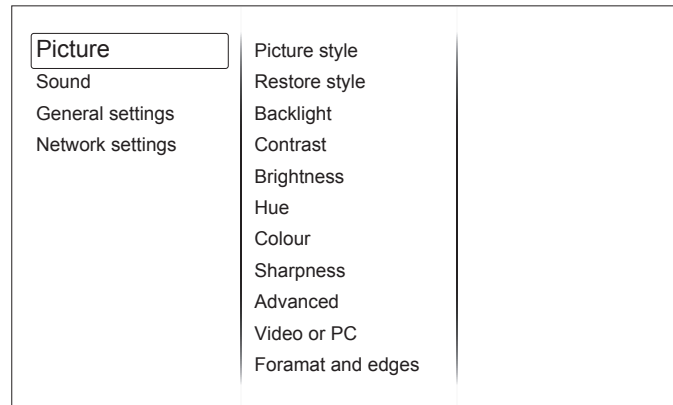 Picture
Sound
General settings
Network settings
Picture style
Restore style
Backlight
Contrast
Brightness
Hue
Colour
Sharpness
Advanced
Video or PC
Foramat and edges